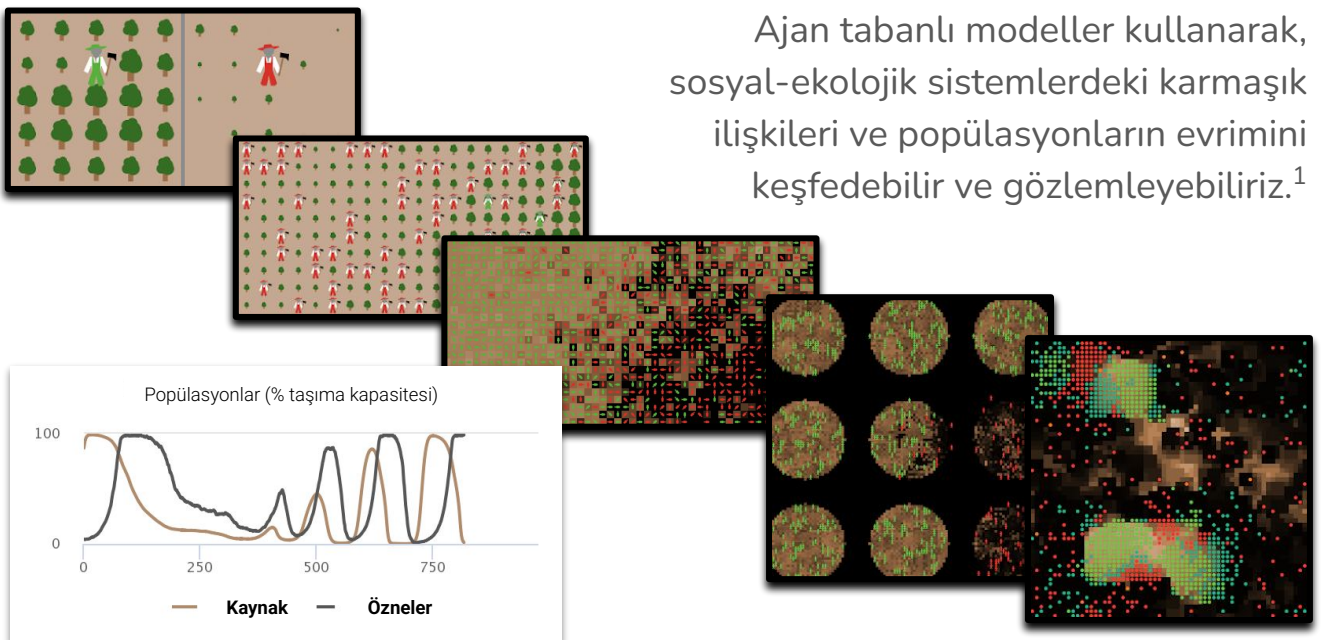 Ajan tabanlı modeller kullanarak,
sosyal-ekolojik sistemlerdeki karmaşık
ilişkileri ve popülasyonların evrimini
keşfedebilir ve gözlemleyebiliriz.¹
Popülasyonlar (% taşıma kapasitesi)
100
0
0 250 500 750
Kaynak Özneler